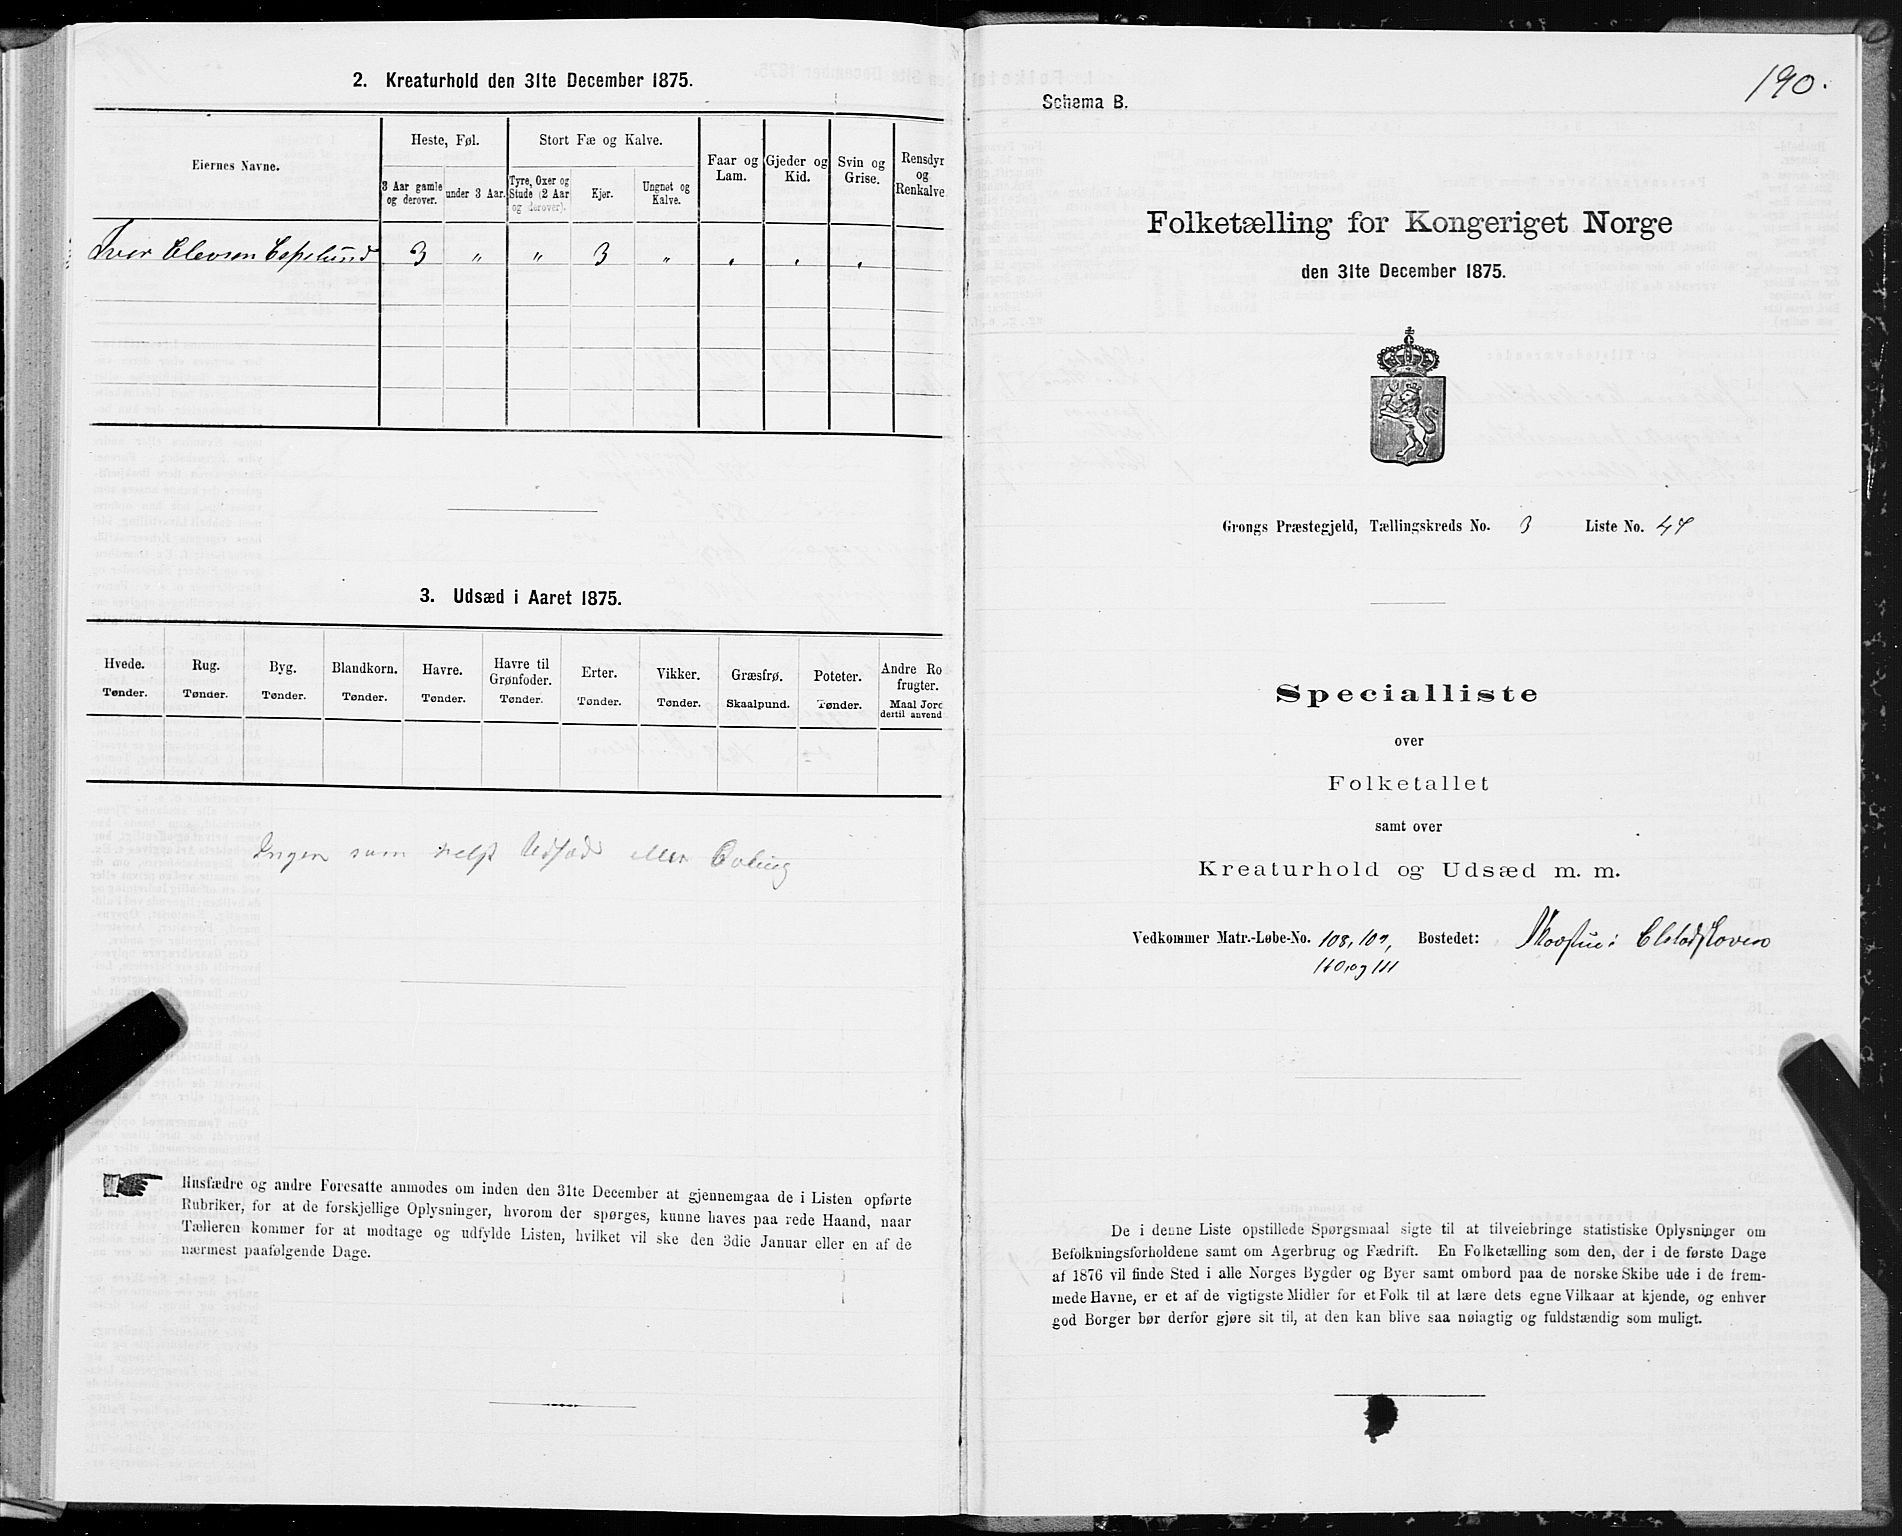 2. Kreaturhold den 31te December 1875.
Eiernes Navne.
Heste, Føl.
Stort Fæ og Kalve.
Faar og Lam.
Gjeder og Kid.
Svin og Grise.
Rensdyr og Renkalve
3 Aar gamle og derover.
under 3 Aar.
Tyre, Oxer og Stude (2 Aar og derover).
Kjer.
Ungnøt og Kalve.
Iver Olevsen 3 " " 3 " " " "
3. Udsæd i Aaret 1875.
Hvede. Rug. Byg. Blandkorn. Havre. Havre til Grønfoder. Erter. Vikker. Græsfrø. Poteter. Andre Ro frugter.
Tønder. Tønder. Tønder. Tønder. Tønder. Tønder. Tønder. Tønder. Skaalpund. Tønder. Maal Jord dertil anvend
Ingen som helst Udsæd eller
Husfædre og andre Foresatte anmodes om inden den 31te December at gjennemgaa de i Listen opførte
Rubriker, for at de forskjellige Oplysninger, hvorom der spørges, kunne haves paa rede Haand, naar
Tælleren kommer for at modtage og udfylde Listen, hvilket vil ske den 3die Januar eller en af de
nærmest paafølgende Dage.
190.
Schema B.
Folketælling for Kongeriget Norge
den 31te December 1875.
Grongs Præstegjeld, Tællingskreds No. 3 Liste No. 47
Specialliste
over
Folketallet
samt over
Kreaturhold og Udsæd m. m.
Vedkommer Matr.-Løbe-No. 108, 109, Bostedet:
110, og 111
De i denne Liste opstillede Spørgsmaal sigte til at tilveiebringe statistiske Oplysninger om
Befolkningsforholdene samt om Agerbrug og Fædrift. En Folketælling som den, der i de første Dage
af 1876 vil finde Sted i alle Norges Bygder og Byer samt ombord paa de norske Skibe ude i de frem-
mede Havne, er et af de vigtigste Midler for et Folk til at lære dets egne Vilkaar at kjende, og enhver
god Borger bør derfor gjøre sit til, at den kan blive saa nøiagtig og fuldstændig som muligt.